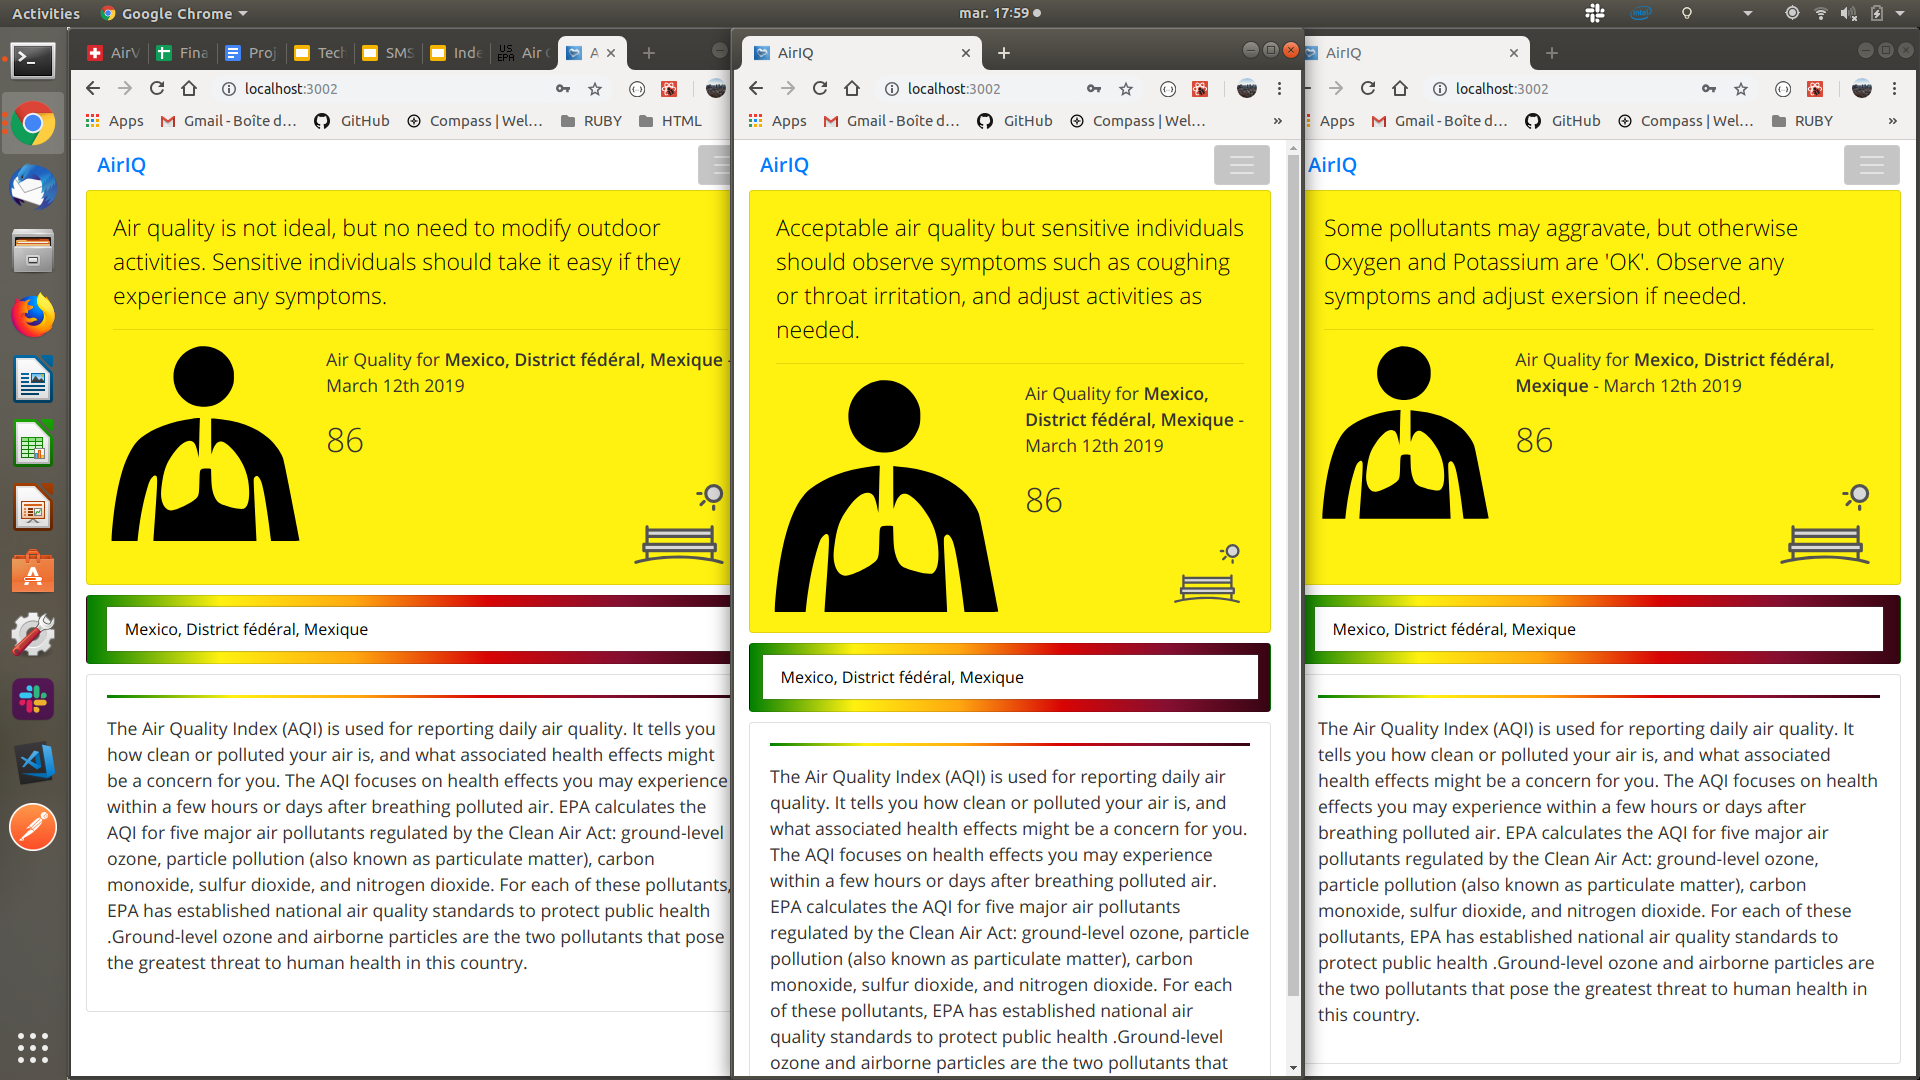 Activities
Google Chrome
mar. 17:59
intel
AirV
Fina
Proj
Tech
SMS
Inde
US EPA
Air
A
localhost:3002
Apps
Gmail - Boîte d...
GitHub
Compass | Wel...
RUBY
HTML
AirIQ
Air quality is not ideal, but no need to modify outdoor
activities. Sensitive individuals should take it easy if they
experience any symptoms.
Air Quality for Mexico, District fédéral, Mexique -
March 12th 2019
86
Mexico, District fédéral, Mexique
The Air Quality Index (AQI) is used for reporting daily air quality. It tells you
how clean or polluted your air is, and what associated health effects might
be a concern for you. The AQI focuses on health effects you may experience
within a few hours or days after breathing polluted air. EPA calculates the
AQI for five major air pollutants regulated by the Clean Air Act: ground-level
ozone, particle pollution (also known as particulate matter), carbon
monoxide, sulfur dioxide, and nitrogen dioxide. For each of these pollutants,
EPA has established national air quality standards to protect public health
.Ground-level ozone and airborne particles are the two pollutants that pose
the greatest threat to human health in this country.
AirIQ
localhost:3002
Apps
Gmail - Boîte d...
GitHub
Compass | Wel...
»
AirIQ
Acceptable air quality but sensitive individuals
should observe symptoms such as coughing
or throat irritation, and adjust activities as
needed.
Air Quality for Mexico,
District fédéral, Mexique -
March 12th 2019
86
Mexico, District fédéral, Mexique
The Air Quality Index (AQI) is used for reporting daily air
quality. It tells you how clean or polluted your air is, and
what associated health effects might be a concern for you.
The AQI focuses on health effects you may experience
within a few hours or days after breathing polluted air.
EPA calculates the AQI for five major air pollutants
regulated by the Clean Air Act: ground-level ozone, particle
pollution (also known as particulate matter), carbon
monoxide, sulfur dioxide, and nitrogen dioxide. For each
of these pollutants, EPA has established national air
quality standards to protect public health .Ground-level
ozone and airborne particles are the two pollutants that
AirIQ
localhost:3002
Apps
Gmail - Boîte d...
GitHub
Compass | Wel...
RUBY
»
AirIQ
Some pollutants may aggravate, but otherwise
Oxygen and Potassium are 'OK'. Observe any
symptoms and adjust exersion if needed.
Air Quality for Mexico, District fédéral,
Mexique - March 12th 2019
86
Mexico, District fédéral, Mexique
The Air Quality Index (AQI) is used for reporting daily air quality. It
tells you how clean or polluted your air is, and what associated
health effects might be a concern for you. The AQI focuses on health
effects you may experience within a few hours or days after
breathing polluted air. EPA calculates the AQI for five major air
pollutants regulated by the Clean Air Act: ground-level ozone,
particle pollution (also known as particulate matter), carbon
monoxide, sulfur dioxide, and nitrogen dioxide. For each of these
pollutants, EPA has established national air quality standards to
protect public health .Ground-level ozone and airborne particles are
the two pollutants that pose the greatest threat to human health in
this country.